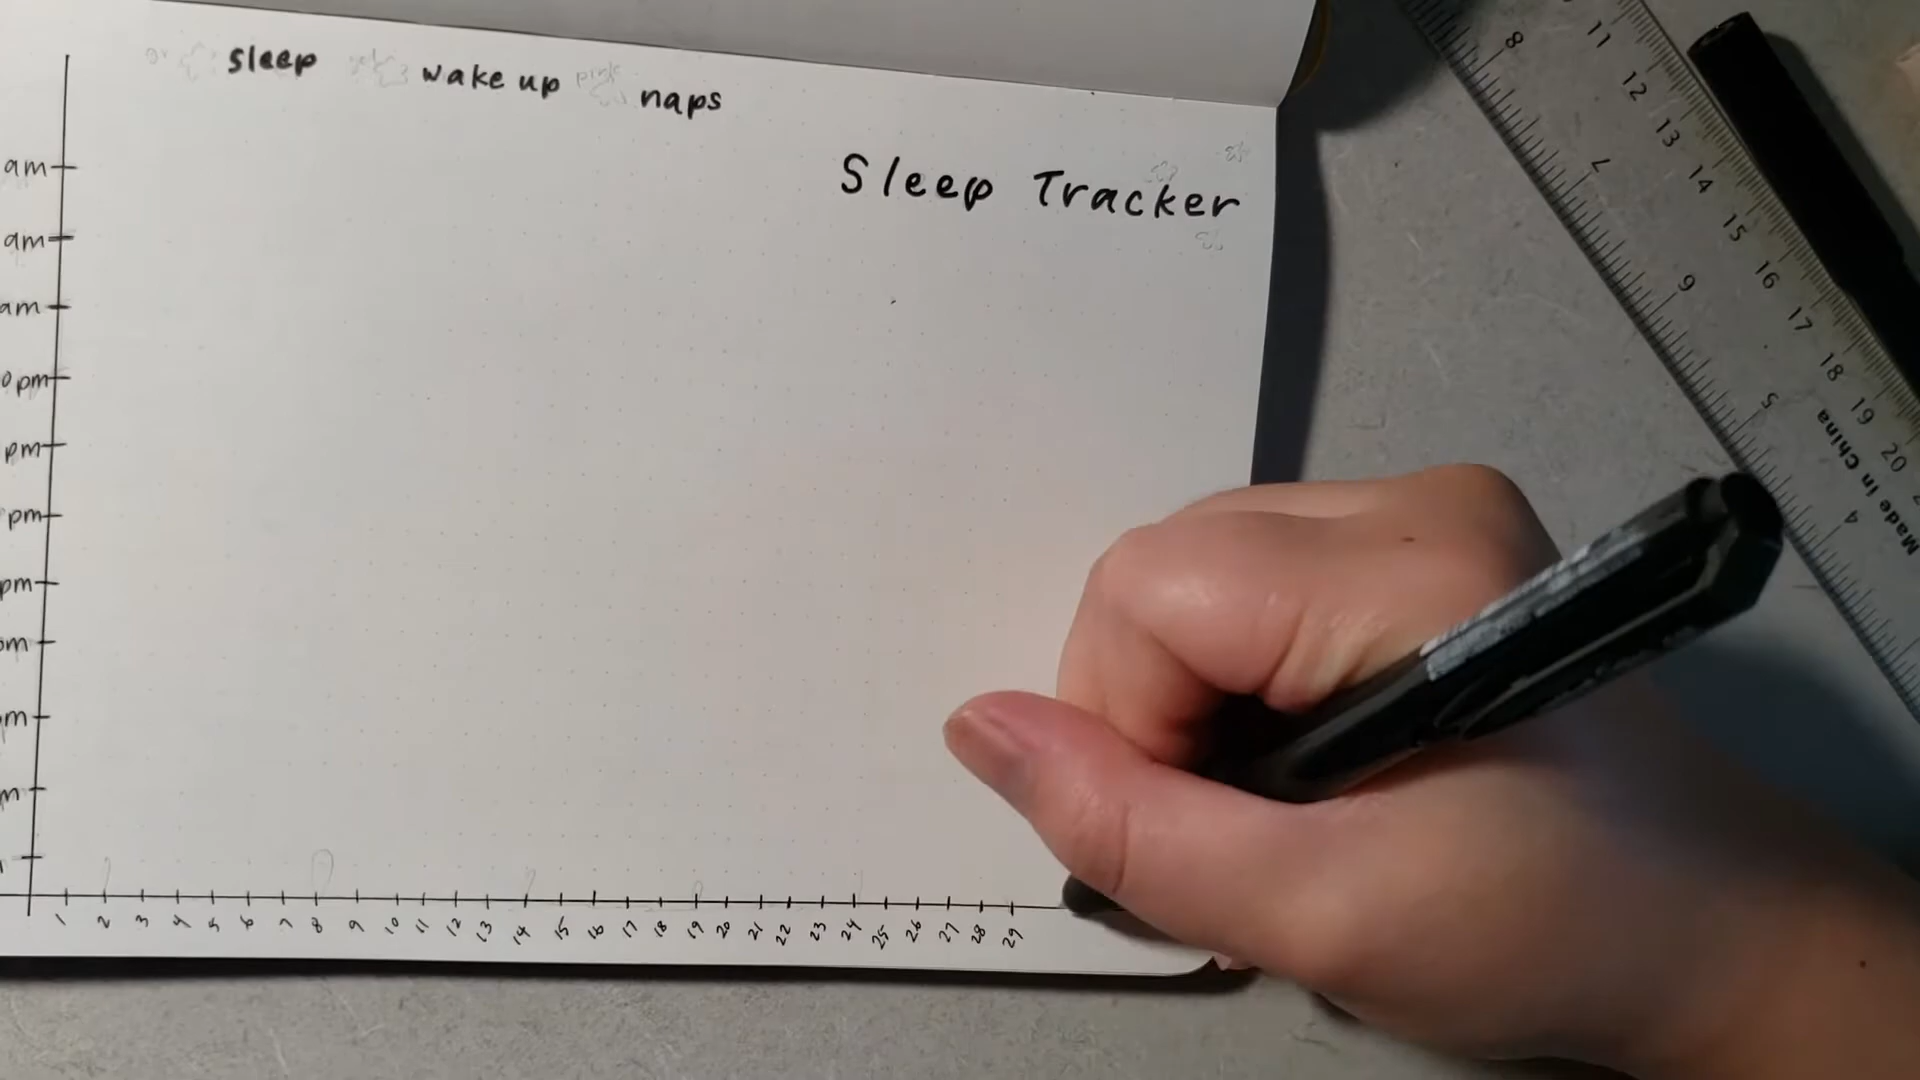 sleep wake up pink naps
Sleep Tracker
am
am
am
0 pm
pm
pm
pm
pm
m
m
1 2 3 4 5 6 7 8 9 10 11 12 13 14 15 16 17 18 19 20 21 22 23 24 25 26 27 28 29
11 12 13 14 15 16 17 18 19 20
8 7 6 5 4
Made in China